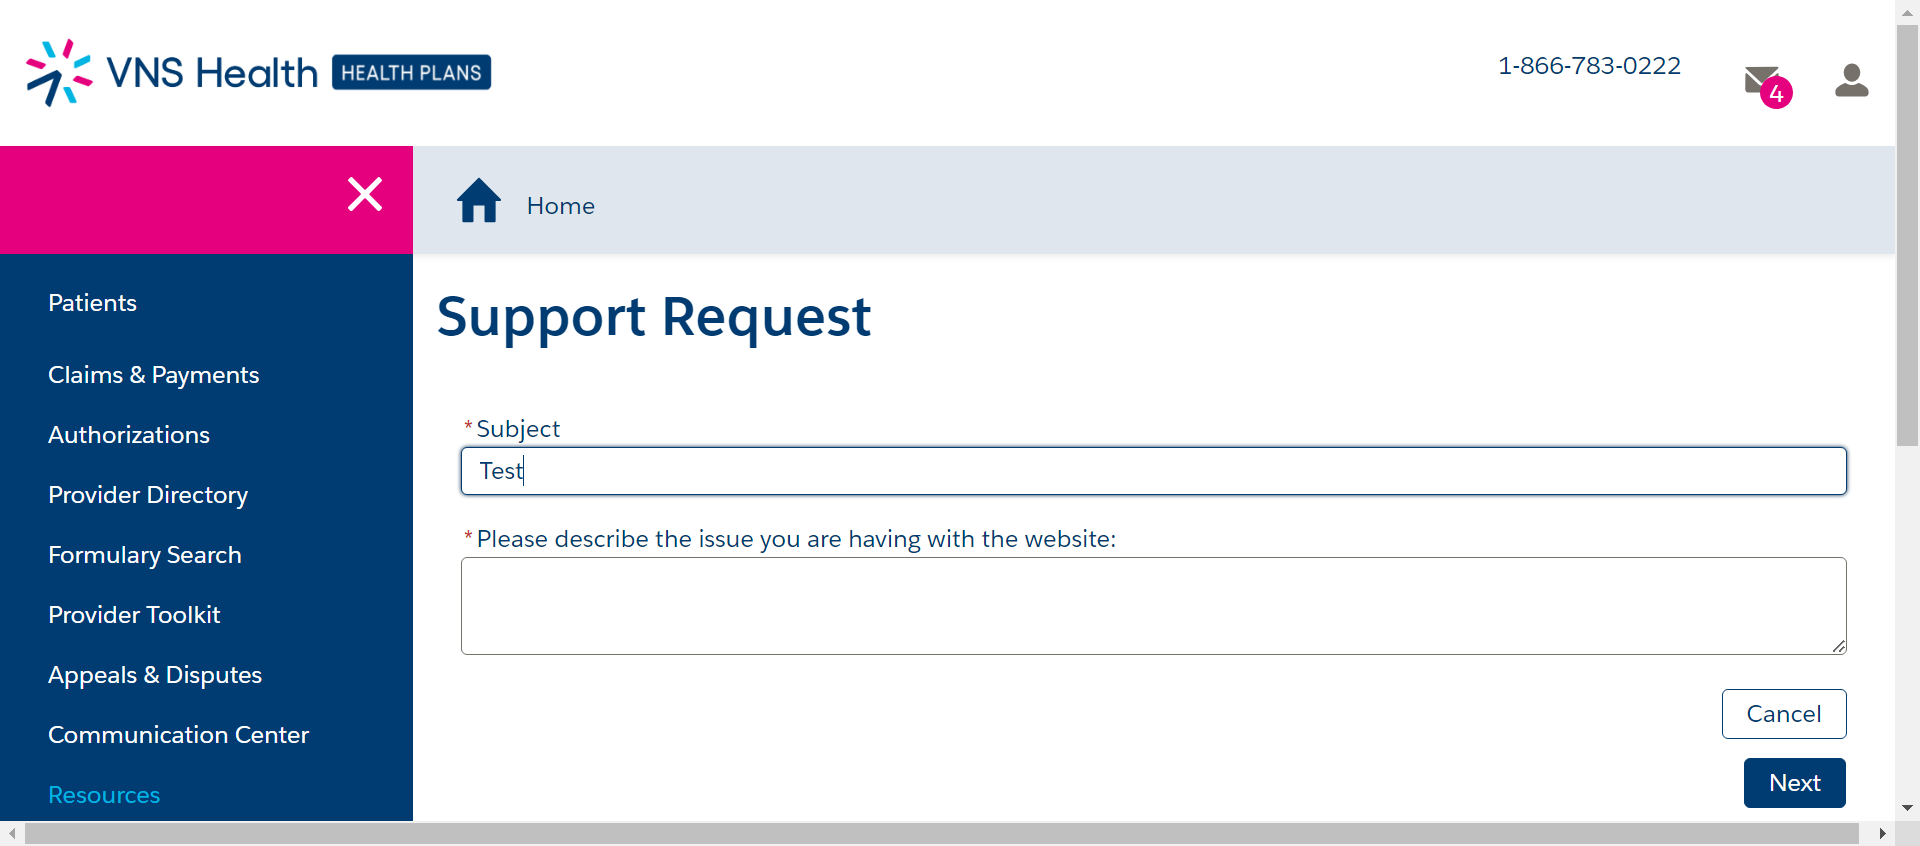 VNS Health HEALTH PLANS
1-866-783-0222
4
Home
Patients
Claims & Payments
Authorizations
Provider Directory
Formulary Search
Provider Toolkit
Appeals & Disputes
Communication Center
Resources
Support Request
*Subject
Test
*Please describe the issue you are having with the website:
Cancel
Next